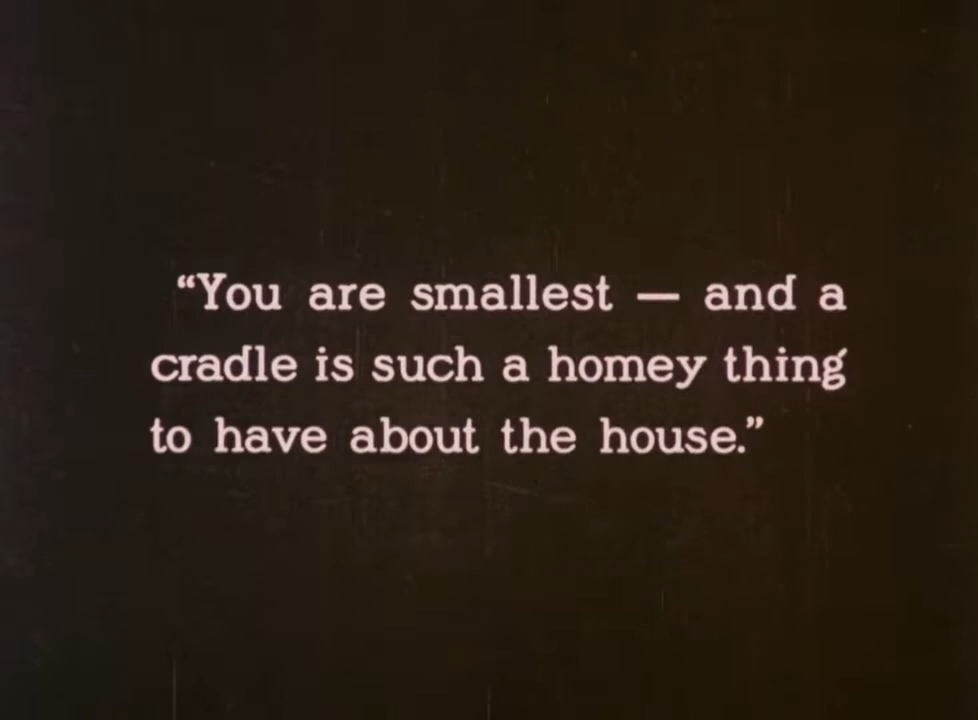 “You are smallest — and a
cradle is such a homey thing
to have about the house.”